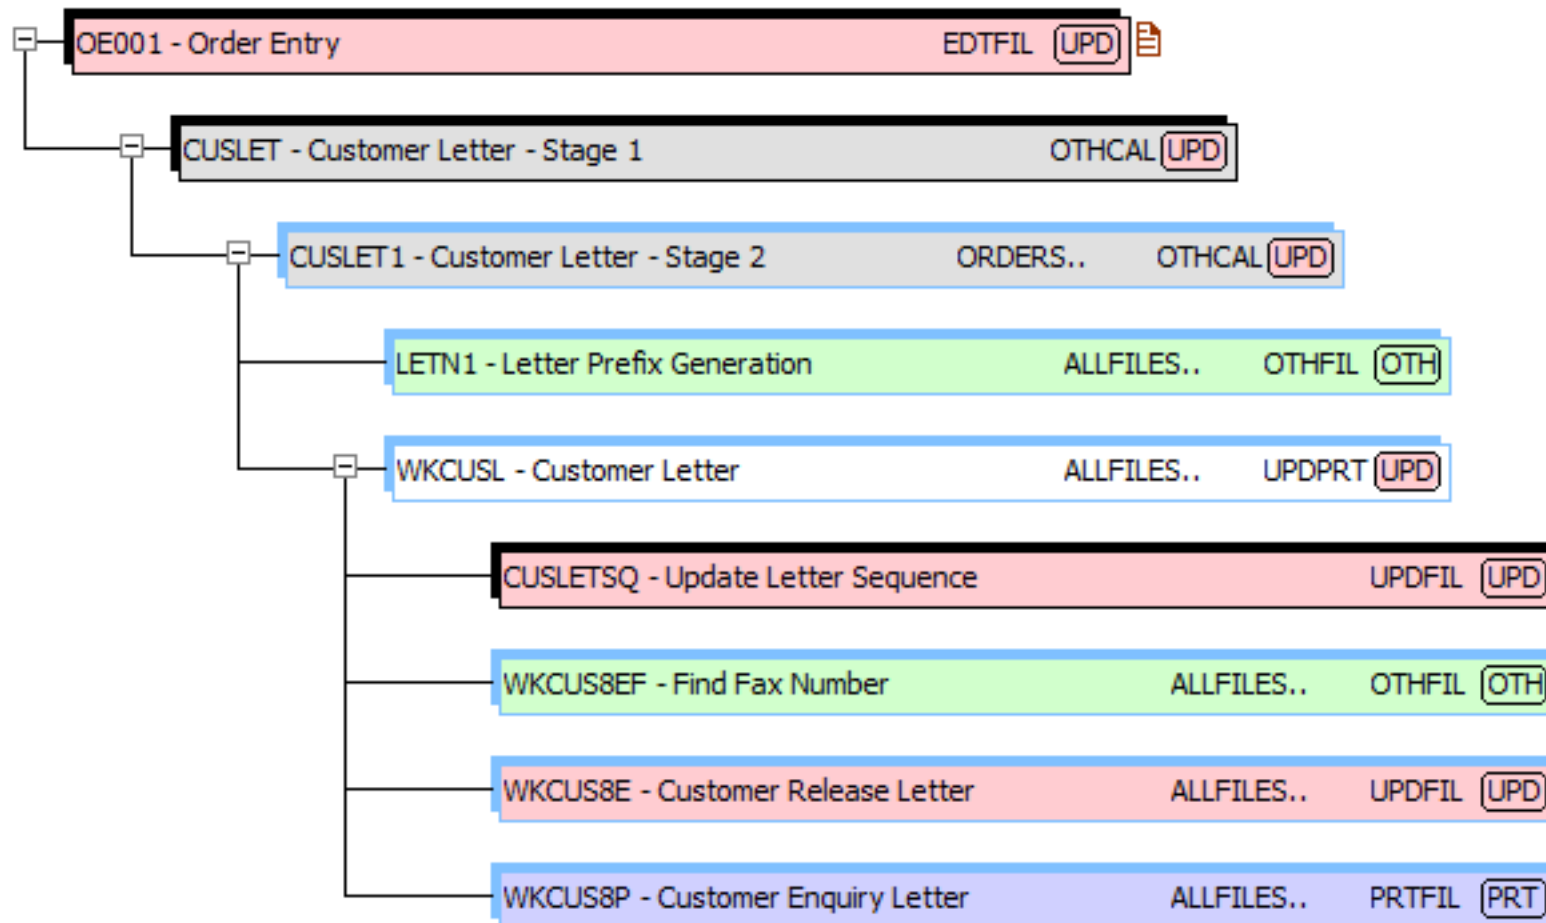 OE001 - Order Entry EDTFIL UPD
CUSLET - Customer Letter - Stage 1 OTHCAL UPD
CUSLET1 - Customer Letter - Stage 2 ORDERS.. OTHCAL UPD
LETN1 - Letter Prefix Generation ALLFILES.. OTHFIL OTH
WKCUSL - Customer Letter ALLFILES.. UPDPRT UPD
CUSLETSQ - Update Letter Sequence UPDFIL UPD
WKCUS8EF - Find Fax Number ALLFILES.. OTHFIL OTH
WKCUS8E - Customer Release Letter ALLFILES.. UPDFIL UPD
WKCUS8P - Customer Enquiry Letter ALLFILES.. PRTFIL PRT